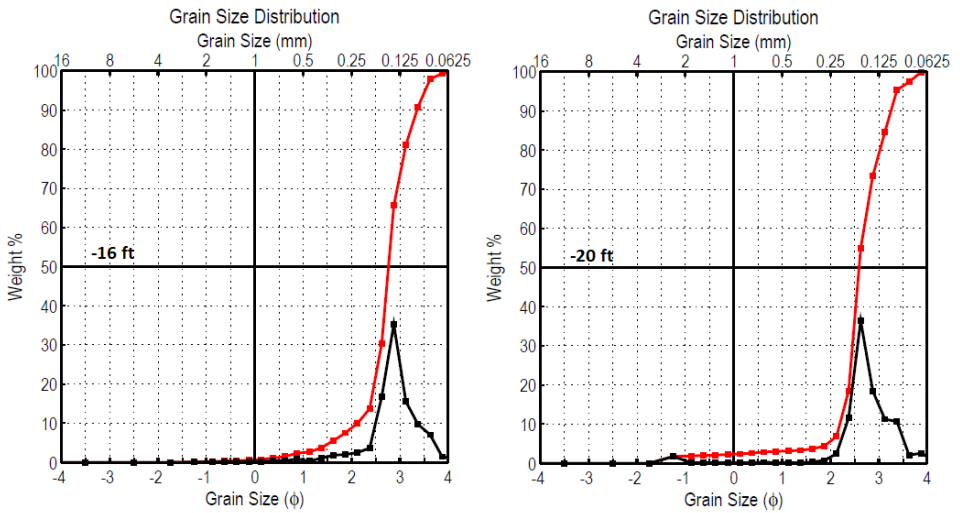 Grain Size Distribution
Grain Size (mm)
16 8 4 2 1 0.5 0.25 0.125 0.0625
100
90
80
70
60
50
40
30
20
10
0
Weight %
-16 ft
-4 -3 -2 -1 0 1 2 3 4
Grain Size (ϕ)
Grain Size Distribution
Grain Size (mm)
16 8 6 4 2 1 0.5 0.25 0.125 0.0625
100
90
80
70
60
50
40
30
20
10
0
Weight %
-20 ft
-4 -3 -2 -1 0 1 2 3 4
Grain Size (ϕ)